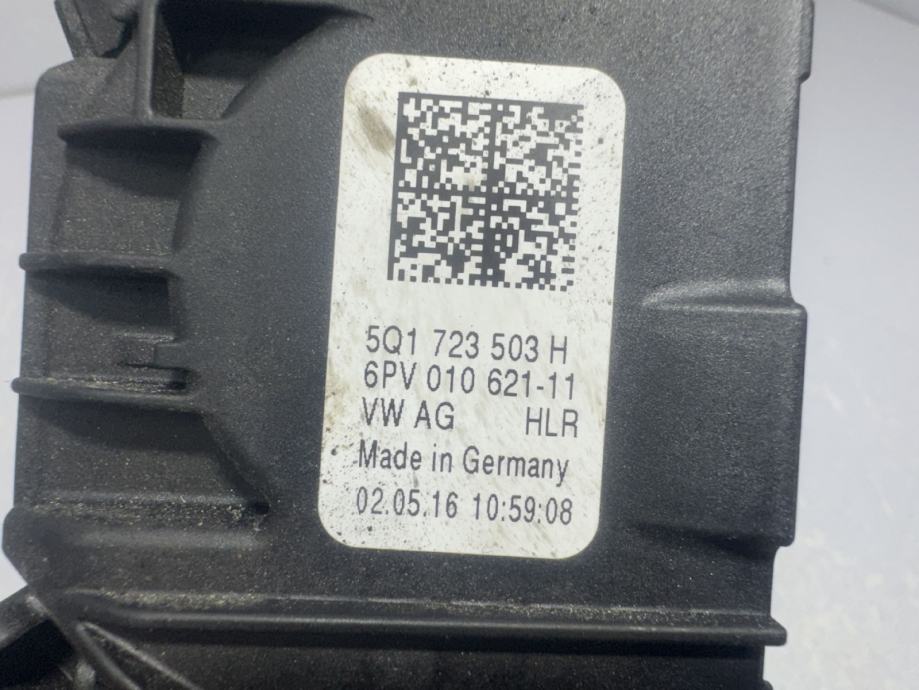 5Q1 723 503 H
6PV 010 621-11
VW AG HLR
Made in Germany
02.05.16 10:59:08